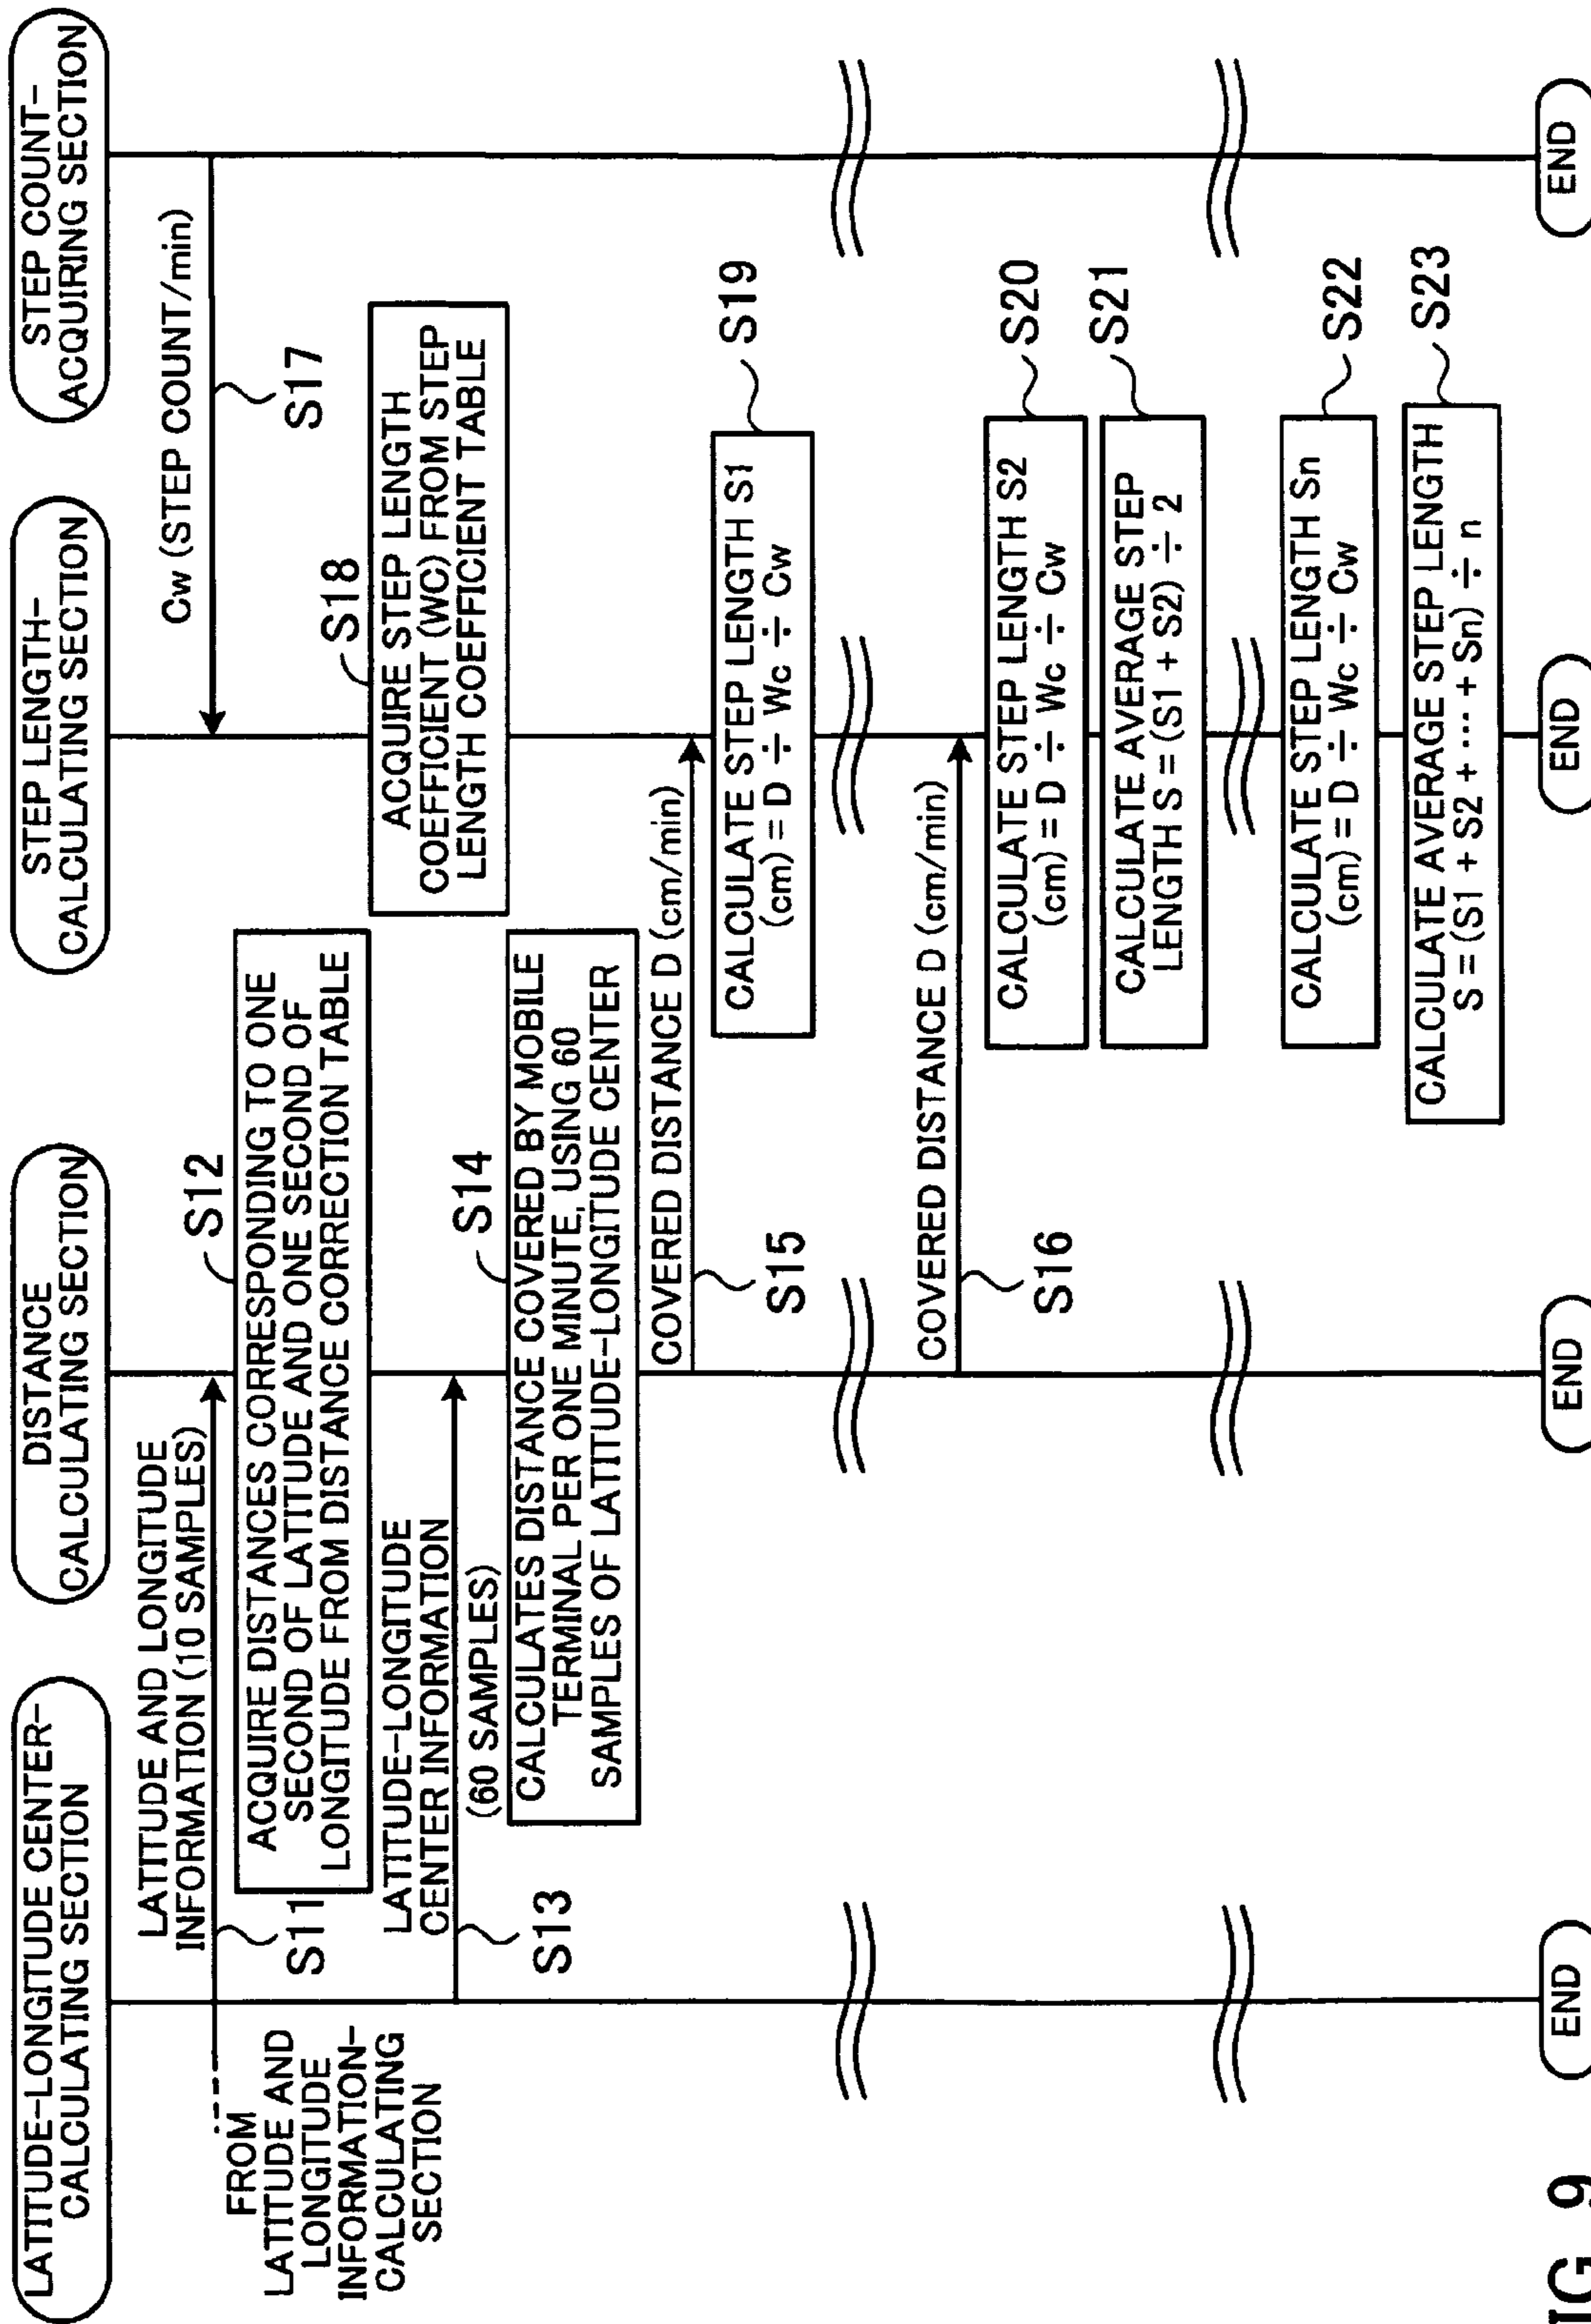 LATITUDE-LONGITUDE CENTER-
CALCULATING SECTION
DISTANCE
CALCULATING SECTION
STEP LENGTH-
CALCULATING SECTION
STEP COUNT-
ACQUIRING SECTION
FROM
LATITUDE AND
LONGITUDE
INFORMATION-
CALCULATING
SECTION
LATITUDE AND LONGITUDE
INFORMATION (10 SAMPLES)
S11
S12
ACQUIRE DISTANCES CORRESPONDING TO ONE
SECOND OF LATITUDE AND ONE SECOND OF
LONGITUDE FROM DISTANCE CORRECTION TABLE
LATITUDE-LONGITUDE
CENTER INFORMATION
(60 SAMPLES)
S13
S14
CALCULATES DISTANCE COVERED BY MOBILE
TERMINAL PER ONE MINUTE, USING 60
SAMPLES OF LATITUDE-LONGITUDE CENTER
Cw (STEP COUNT/min)
S17
S18
ACQUIRE STEP LENGTH
COEFFICIENT (WC) FROM STEP
LENGTH COEFFICIENT TABLE
COVERED DISTANCE D (cm/min)
S15
CALCULATE STEP LENGTH S1
(cm) = D ÷ Wc ÷ Cw
S19
COVERED DISTANCE D (cm/min)
S16
CALCULATE STEP LENGTH S2
(cm) = D ÷ Wc ÷ Cw
S20
CALCULATE AVERAGE STEP
LENGTH S = (S1 + S2) ÷ 2
S21
CALCULATE STEP LENGTH Sn
(cm) = D ÷ Wc ÷ Cw
S22
CALCULATE AVERAGE STEP LENGTH
S = (S1 + S2 + ···· + Sn) ÷ n
S23
END
END
END
END
IG. 9